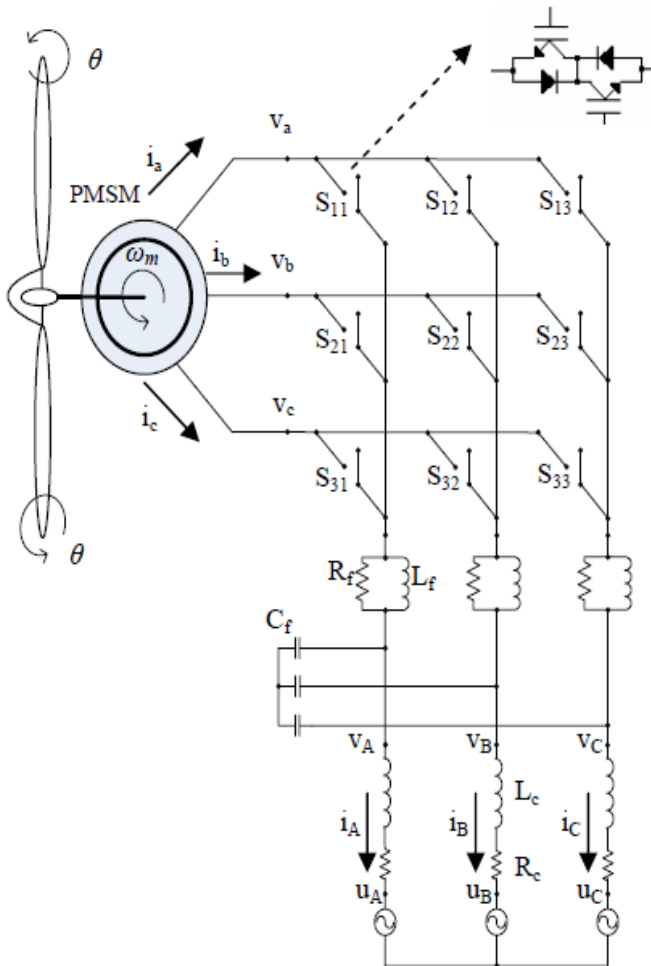 θ
v_a
i_a
PMSM
S_11 S_12 S_13
ω_m
i_b
v_b
S_21 S_22 S_23
i_c
v_c
S_31 S_32 S_33
θ
R_f L_f
C_f
v_A v_B v_C
L_c
i_A i_B i_C
R_c
u_A u_B u_C